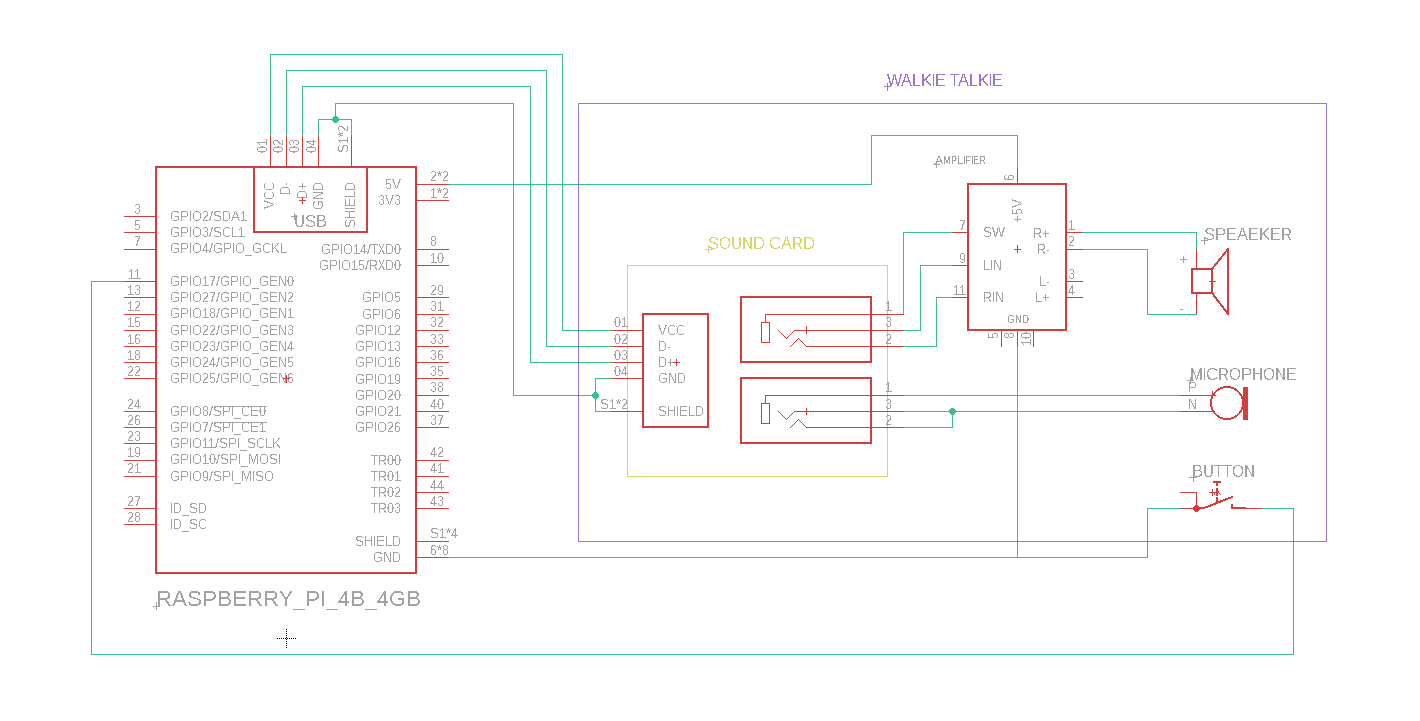 WALKIE TALKIE
01
02
03
04
S1*2
VCC
D-
D+
GND
SHIELD
USB
5V
2*2
3V3
1*2
3
GPIO2/SDA1
5
GPIO3/SCL1
7
GPIO4/GPIO_GCKL
GPIO14/TXD0
8
GPIO15/RXD0
10
11
GPIO17/GPIO_GEN0
13
GPIO27/GPIO_GEN2
GPIO5
29
12
GPIO18/GPIO_GEN1
GPIO6
31
15
GPIO22/GPIO_GEN3
GPIO12
32
16
GPIO23/GPIO_GEN4
GPIO13
33
18
GPIO24/GPIO_GEN5
GPIO16
36
22
GPIO25/GPIO_GEN6
GPIO19
35
GPIO20
38
24
GPIO8/SPI_CE0
GPIO21
40
26
GPIO7/SPI_CE1
GPIO26
37
23
GPIO11/SPI_SCLK
19
GPIO10/SPI_MOSI
TR00
42
21
GPIO9/SPI_MISO
TR01
41
TR02
44
27
ID_SD
TR03
43
28
ID_SC
SHIELD
S1*4
GND
6*8
RASPBERRY_PI_4B_4GB
SOUND CARD
01
VCC
02
D-
03
D+
04
GND
S1*2
SHIELD
1
3
2
1
3
2
AMPLIFIER
6
+5V
7
SW
9
LIN
11
RIN
R+
1
R-
2
L-
3
L+
4
GND
5
8
10
SPEAEKER
+
-
MICROPHONE
P
N
BUTTON